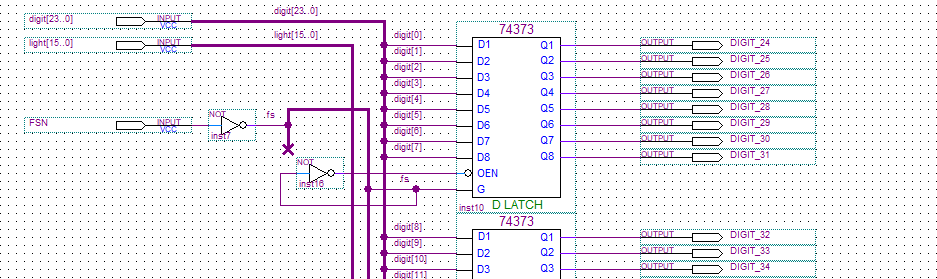 digit[23..0] INPUT VCC digit[23..0]
light[15..0] INPUT VCC light[15..0]
74373
digit[0] D1 Q1 OUTPUT DIGIT_24
digit[1] D2 Q2 OUTPUT DIGIT_25
digit[2] D3 Q3 OUTPUT DIGIT_26
digit[3] D4 Q4 OUTPUT DIGIT_27
digit[4] D5 Q5 OUTPUT DIGIT_28
FSN INPUT VCC NOT inst7 fs
digit[5] D6 Q6 OUTPUT DIGIT_29
digit[6] D7 Q7 OUTPUT DIGIT_30
digit[7] D8 Q8 OUTPUT DIGIT_31
NOT inst16 OEN
fs G
inst10 D LATCH
74373
digit[8] D1 Q1 OUTPUT DIGIT_32
digit[9] D2 Q2 OUTPUT DIGIT_33
digit[10] D3 Q3 OUTPUT DIGIT_34
digit[11]